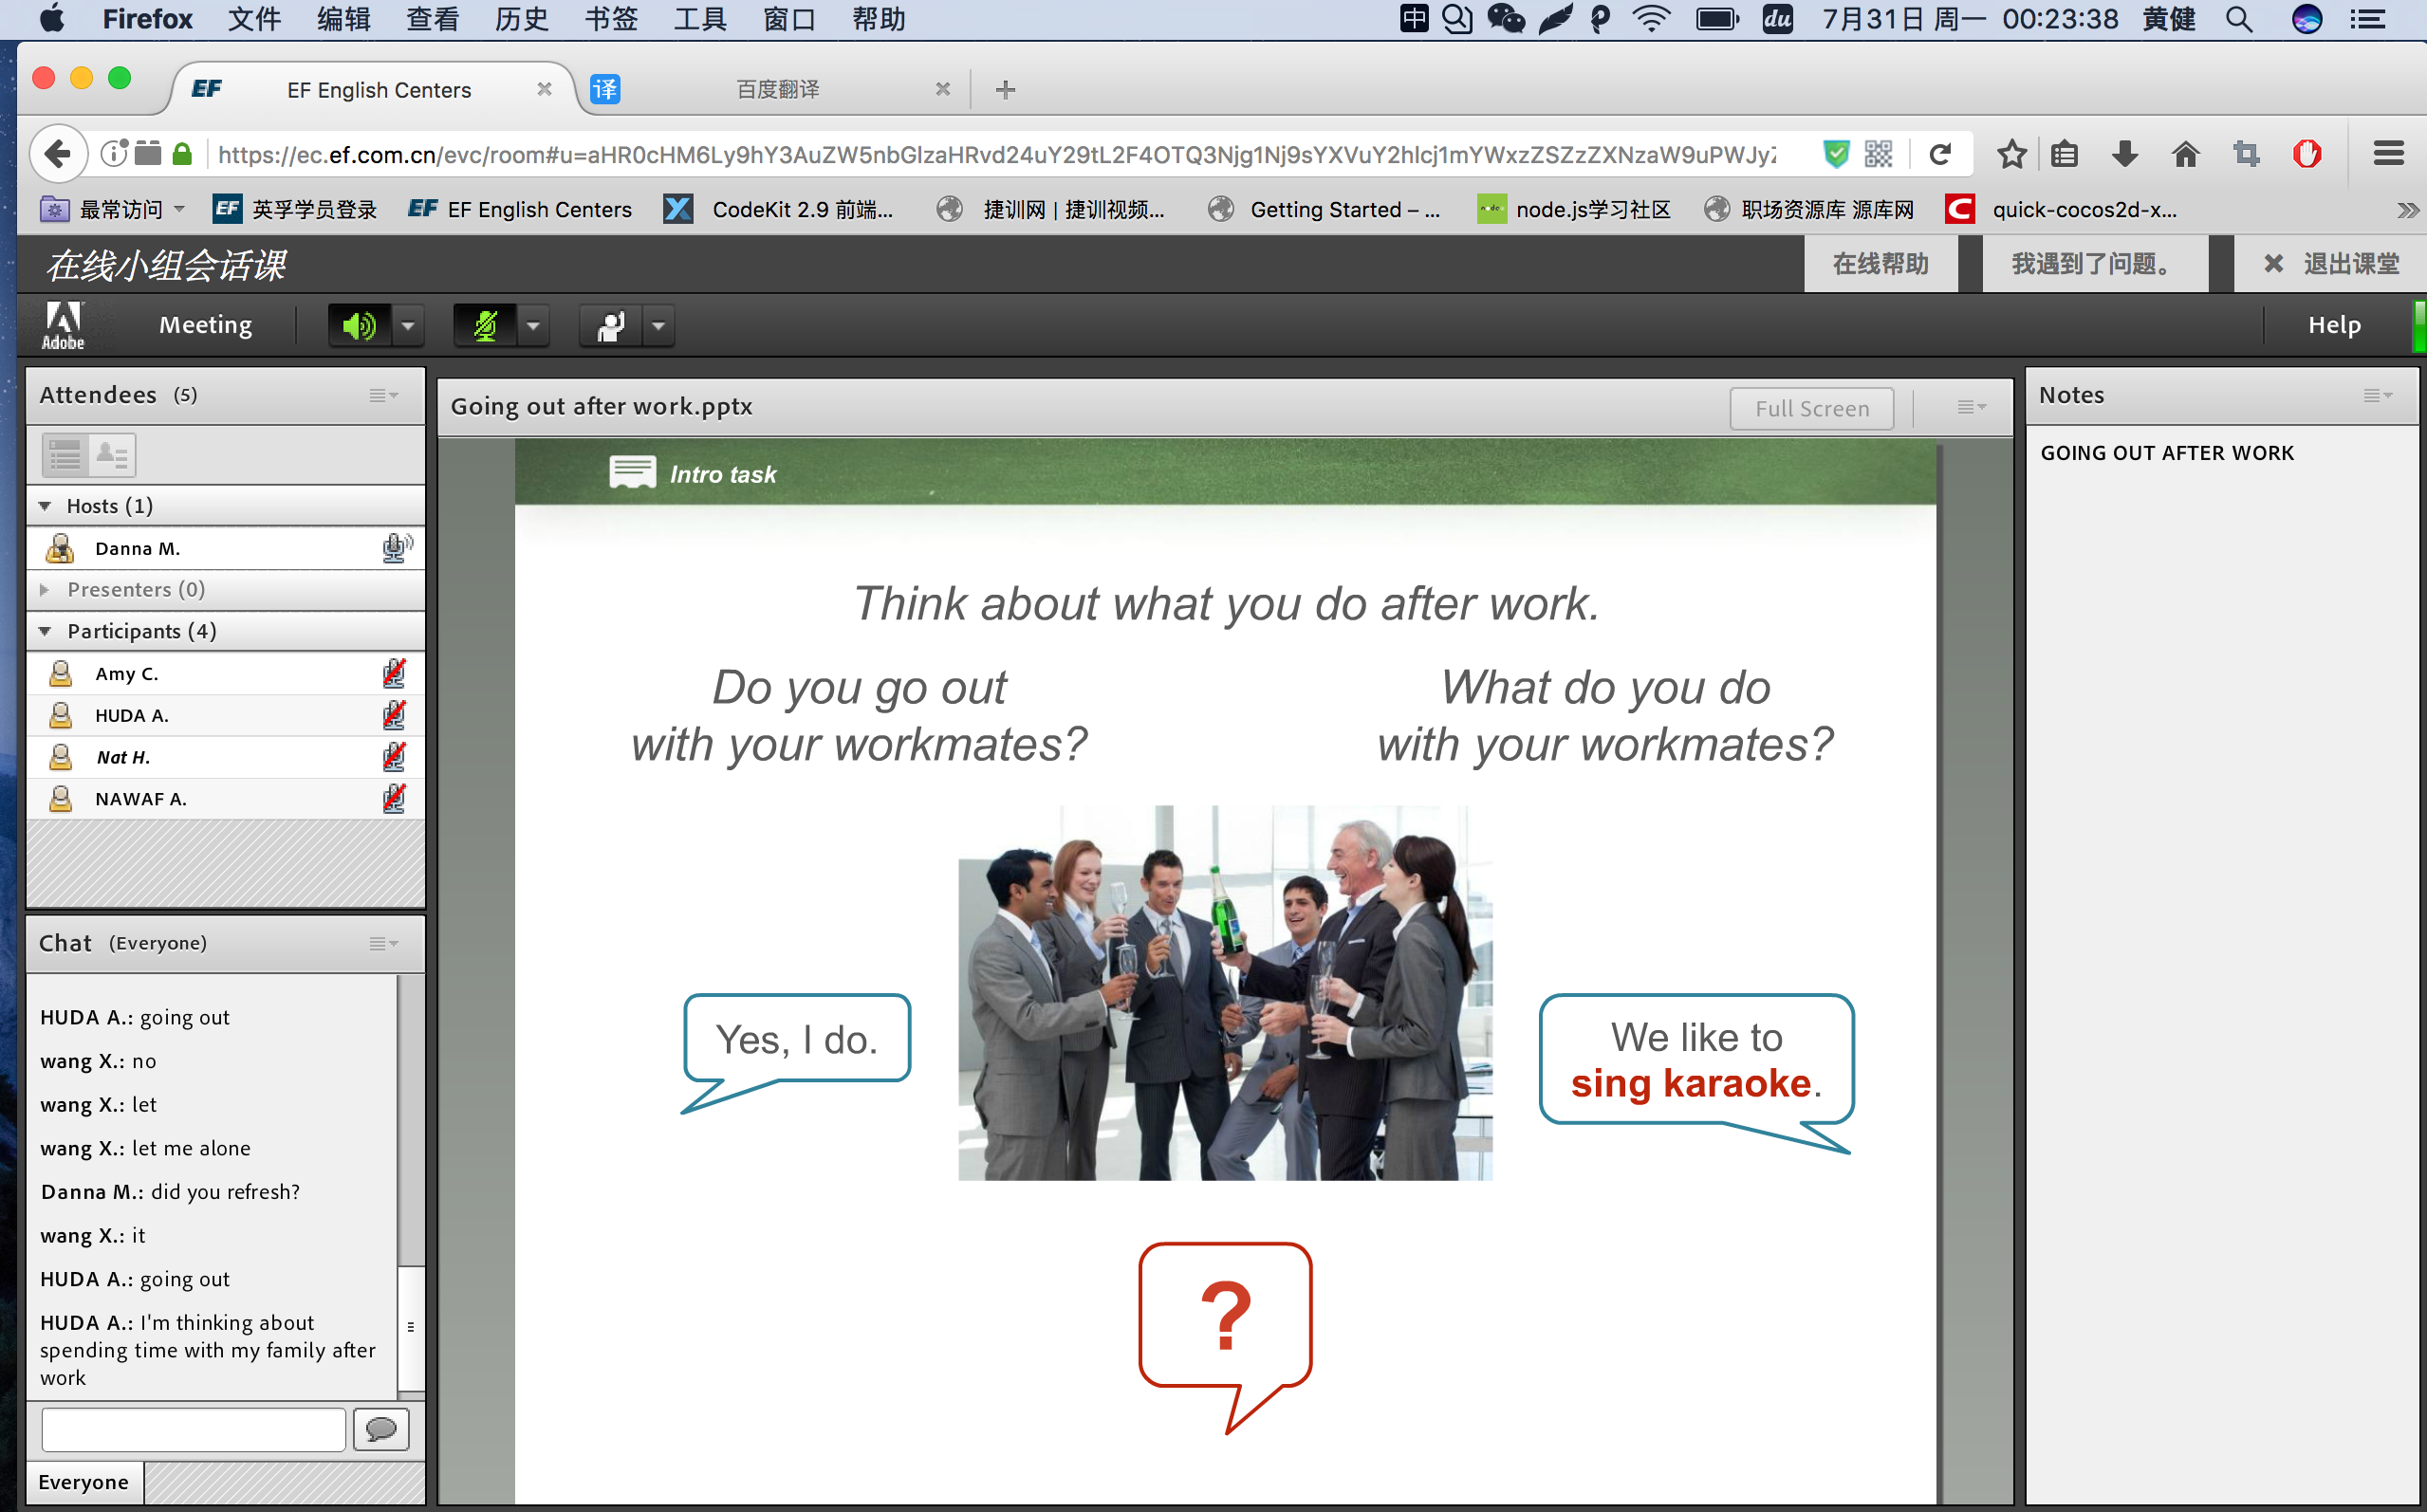 Firefox 文件 编辑 查看 历史 书签 工具 窗口 帮助 中 du 7月31日 周一 00:23:38 黄健
EF EF English Centers 译 百度翻译
https://ec.ef.com.cn/evc/room#u=aHR0cHM6Ly9hY3AuZW5nbGlzaHRvd24uY29tL2F4OTQ3Njg1Nj9sYXVuY2hlcj1mYWxzZSZzZXNzaW9uPWJyZ
最常访问 EF 英孚学员登录 EF EF English Centers CodeKit 2.9 前端... 捷训网 | 捷训视频... Getting Started – ... node.js学习社区 职场资源库 源库网 quick-cocos2d-x...
在线小组会话课 在线帮助 我遇到了问题。 退出课堂
Adobe Meeting Help
Attendees (5)
Hosts (1)
Danna M.
Presenters (0)
Participants (4)
Amy C.
HUDA A.
Nat H.
NAWAF A.
Chat (Everyone)
HUDA A.: going out
wang X.: no
wang X.: let
wang X.: let me alone
Danna M.: did you refresh?
wang X.: it
HUDA A.: going out
HUDA A.: I'm thinking about
spending time with my family after
work
Everyone
Going out after work.pptx Full Screen
Intro task
Think about what you do after work.
Do you go out
with your workmates?
What do you do
with your workmates?
Yes, I do.
We like to
sing karaoke.
?
Notes
GOING OUT AFTER WORK